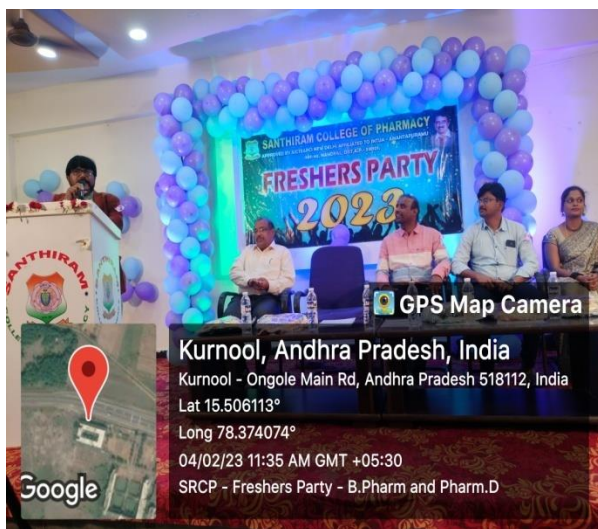 SANTHIRAM COLLEGE OF PHARMACY
FRESHERS PARTY
2023
SANTHIRAM
GPS Map Camera
Kurnool, Andhra Pradesh, India
Kurnool - Ongole Main Rd, Andhra Pradesh 518112, India
Lat 15.506113°
Long 78.374074°
04/02/23 11:35 AM GMT +05:30
SRCP - Freshers Party - B.Pharm and Pharm.D
Google